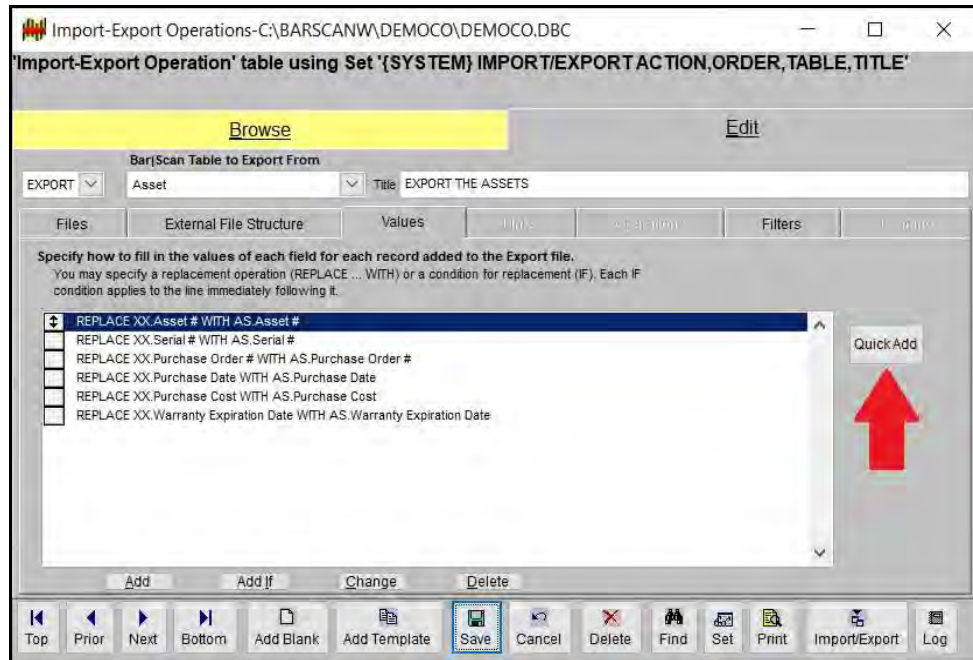 Import-Export Operations-C:\BARSCANW\DEMOCO\DEMOCO.DBC
'Import-Export Operation' table using Set '{SYSTEM} IMPORT/EXPORT ACTION,ORDER,TABLE,TITLE'
Browse Edit
Bar|Scan Table to Export From
EXPORT Asset Title EXPORT THE ASSETS
Files External File Structure Values Filters
Specify how to fill in the values of each field for each record added to the Export file.
You may specify a replacement operation (REPLACE ... WITH) or a condition for replacement (IF). Each IF
condition applies to the line immediately following it.
REPLACE XX.Asset # WITH AS.Asset #
REPLACE XX.Serial # WITH AS.Serial #
REPLACE XX.Purchase Order # WITH AS.Purchase Order #
REPLACE XX.Purchase Date WITH AS.Purchase Date
REPLACE XX.Purchase Cost WITH AS.Purchase Cost
REPLACE XX.Warranty Expiration Date WITH AS.Warranty Expiration Date
Quick Add
Add Add If Change Delete
Top Prior Next Bottom Add Blank Add Template Save Cancel Delete Find Set Print Import/Export Log